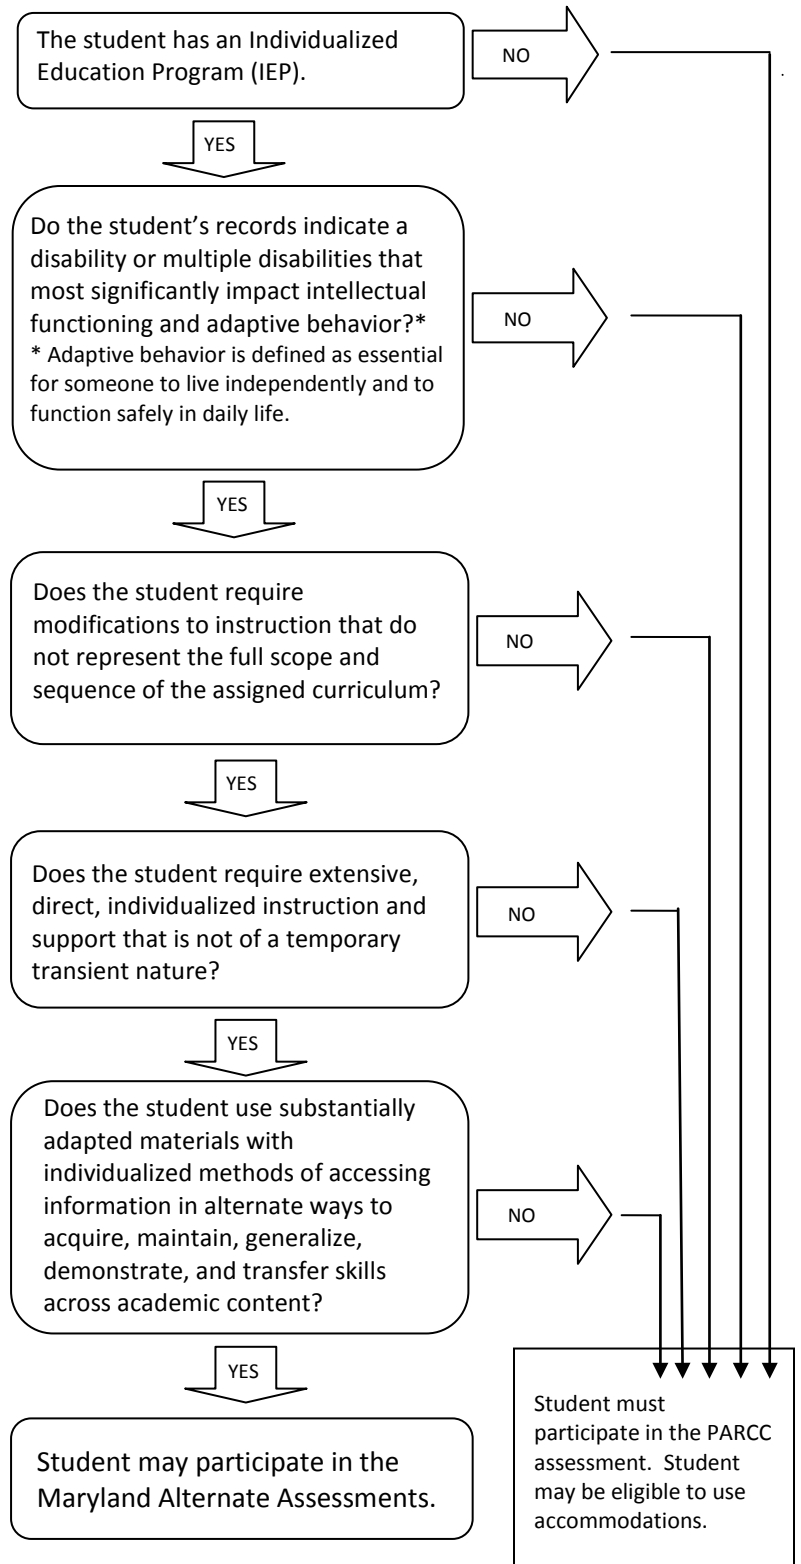 The student has an Individualized
Education Program (IEP).
NO
.
YES
Do the student’s records indicate a
disability or multiple disabilities that
most significantly impact intellectual
functioning and adaptive behavior?*
* Adaptive behavior is defined as essential
for someone to live independently and to
function safely in daily life.
NO
YES
Does the student require
modifications to instruction that do
not represent the full scope and
sequence of the assigned curriculum?
NO
YES
Does the student require extensive,
direct, individualized instruction and
support that is not of a temporary
transient nature?
NO
YES
Does the student use substantially
adapted materials with
individualized methods of accessing
information in alternate ways to
acquire, maintain, generalize,
demonstrate, and transfer skills
across academic content?
NO
YES
Student may participate in the
Maryland Alternate Assessments.
Student must
participate in the PARCC
assessment.  Student
may be eligible to use
accommodations.